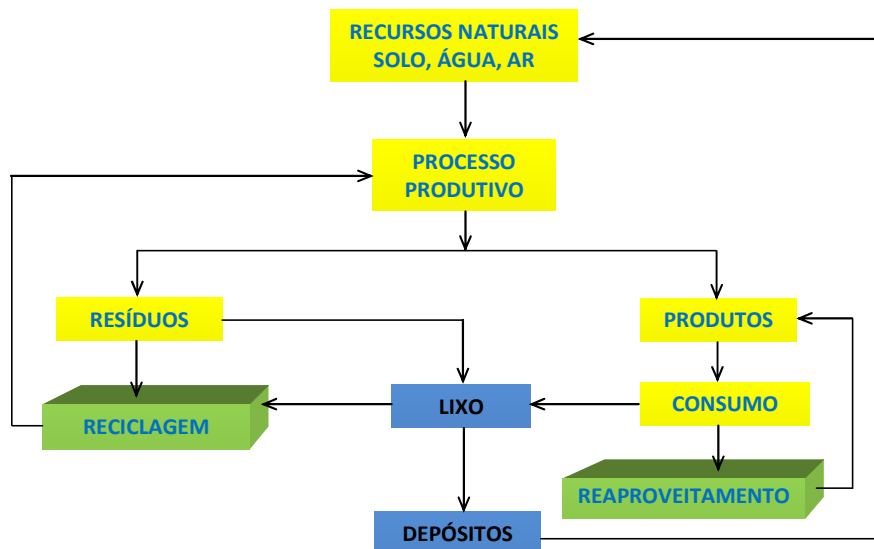 RECURSOS NATURAIS
SOLO, ÁGUA, AR
PROCESSO
PRODUTIVO
RESÍDUOS
PRODUTOS
LIXO
CONSUMO
RECICLAGEM
REAPROVEITAMENTO
DEPÓSITOS